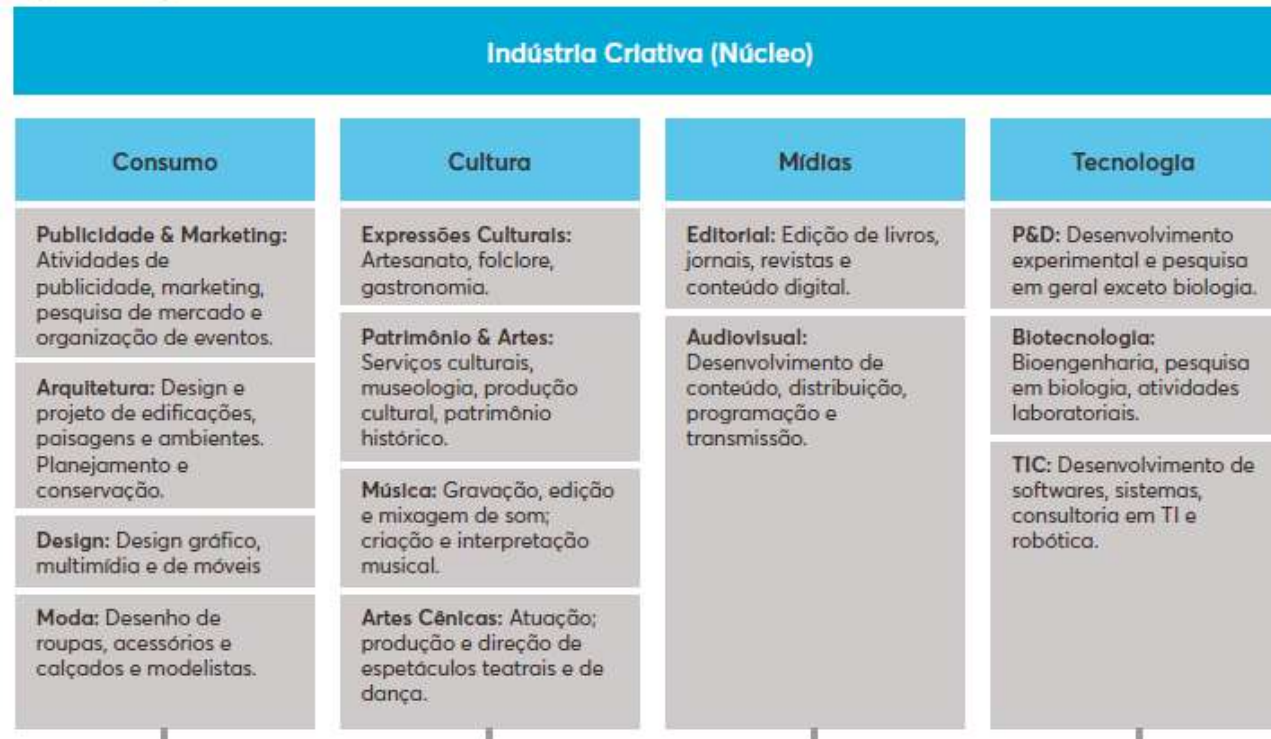 Indústria Criativa (Núcleo)
Consumo
Publicidade & Marketing:
Atividades de
publicidade, marketing,
pesquisa de mercado e
organização de eventos.
Arquitetura: Design e
projeto de edificações,
paisagens e ambientes.
Planejamento e
conservação.
Design: Design gráfico,
multimídia e de móveis
Moda: Desenho de
roupas, acessórios e
calçados e modelistas.
Cultura
Expressões Culturais:
Artesanato, folclore,
gastronomia.
Patrimônio & Artes:
Serviços culturais,
museologia, produção
cultural, patrimônio
histórico.
Música: Gravação, edição
e mixagem de som;
criação e interpretação
musical.
Artes Cênicas: Atuação;
produção e direção de
espetáculos teatrais e de
dança.
Mídias
Editorial: Edição de livros,
jornais, revistas e
conteúdo digital.
Audiovisual:
Desenvolvimento de
conteúdo, distribuição,
programação e
transmissão.
Tecnologia
P&D: Desenvolvimento
experimental e pesquisa
em geral exceto biologia.
Biotecnologia:
Bioengenharia, pesquisa
em biologia, atividades
laboratoriais.
TIC: Desenvolvimento de
softwares, sistemas,
consultoria em TI e
robótica.